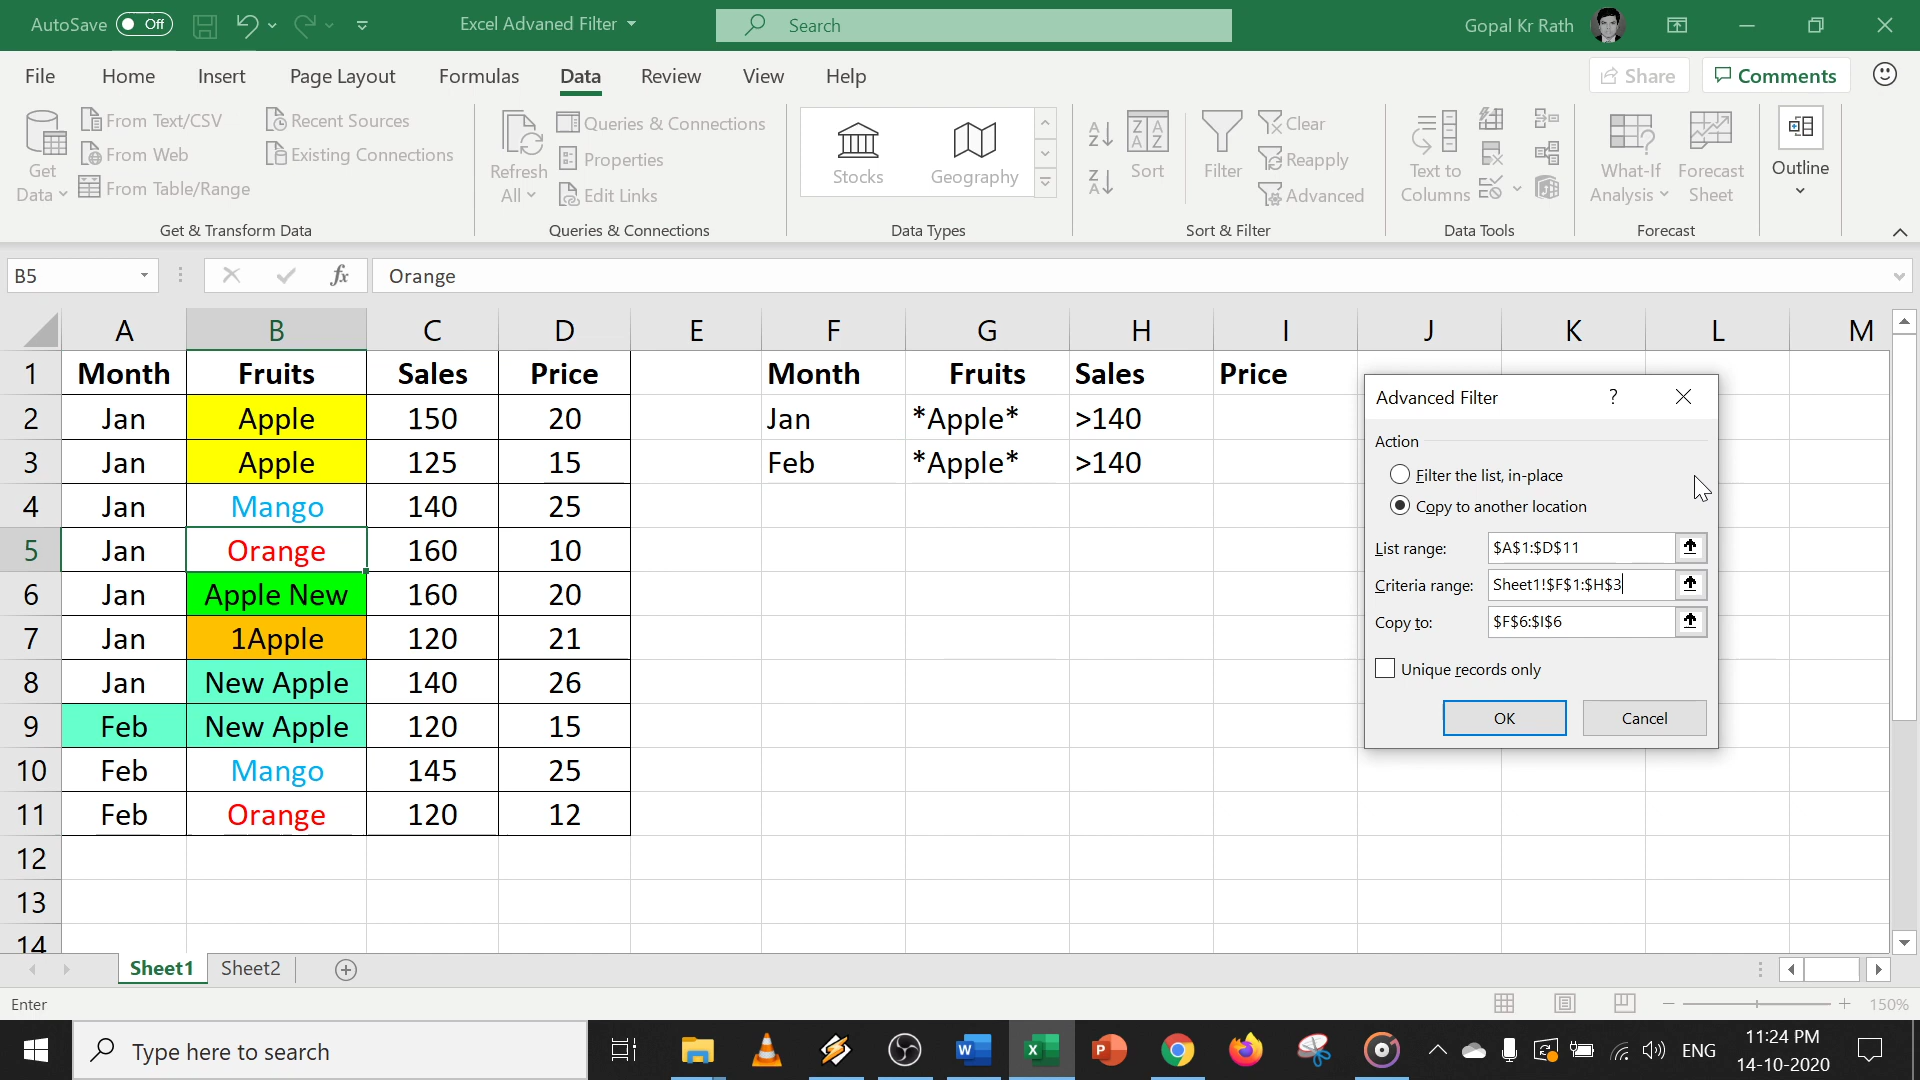 AutoSave Off Excel Advaned Filter Search Gopal Kr Rath
File Home Insert Page Layout Formulas Data Review View Help Share Comments
Get Data
From Text/CSV
From Web
From Table/Range
Recent Sources
Existing Connections
Get & Transform Data
Refresh All
Queries & Connections
Properties
Edit Links
Queries & Connections
Stocks Geography
Data Types
Sort
Filter
Clear
Reapply
Advanced
Sort & Filter
Text to Columns
Data Tools
What-If Analysis
Forecast Sheet
Forecast
Outline
B5 fx Orange
A B C D E F G H I J K L M
1 Month Fruits Sales Price Month Fruits Sales Price
2 Jan Apple 150 20 Jan *Apple* >140
3 Jan Apple 125 15 Feb *Apple* >140
4 Jan Mango 140 25
5 Jan Orange 160 10
6 Jan Apple New 160 20
7 Jan 1Apple 120 21
8 Jan New Apple 140 26
9 Feb New Apple 120 15
10 Feb Mango 145 25
11 Feb Orange 120 12
12
13
14
Advanced Filter ?
Action
Filter the list, in-place
Copy to another location
List range: $A$1:$D$11
Criteria range: Sheet1!$F$1:$H$3
Copy to: $F$6:$I$6
Unique records only
OK Cancel
Sheet1 Sheet2
Enter 150%
Type here to search ENG 11:24 PM
14-10-2020